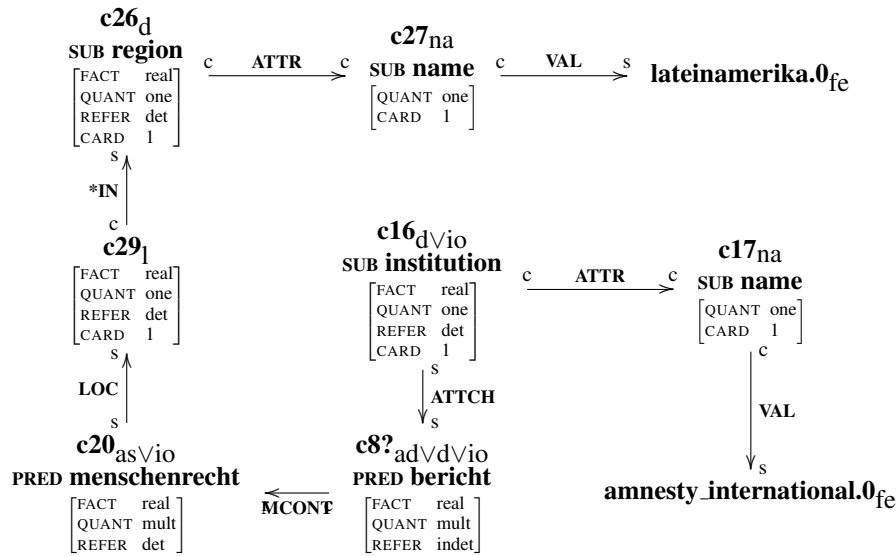 c26d
SUB region
FACT real
QUANT one
REFER det
CARD 1
c ATTR c
c27na
SUB name
QUANT one
CARD 1
c VAL s
lateinamerika.0fe
s
*IN
c
c29l
FACT real
QUANT one
REFER det
CARD 1
s
LOC
s
c16d∨io
SUB institution
FACT real
QUANT one
REFER det
CARD 1
c ATTR c
c17na
SUB name
QUANT one
CARD 1
c
VAL
s
amnesty_international.0fe
s
ATTCH
s
c20as∨io
PRED menschenrecht
FACT real
QUANT mult
REFER det
MCONT
c8?ad∨d∨io
PRED bericht
FACT real
QUANT mult
REFER indet